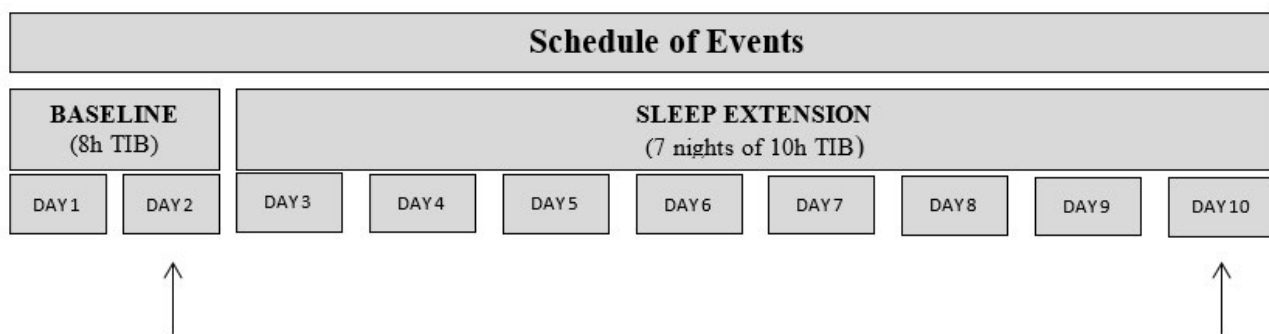 Schedule of Events
BASELINE
(8h TIB)
SLEEP EXTENSION
(7 nights of 10h TIB)
DAY1
DAY2
DAY3
DAY4
DAY5
DAY6
DAY7
DAY8
DAY9
DAY10